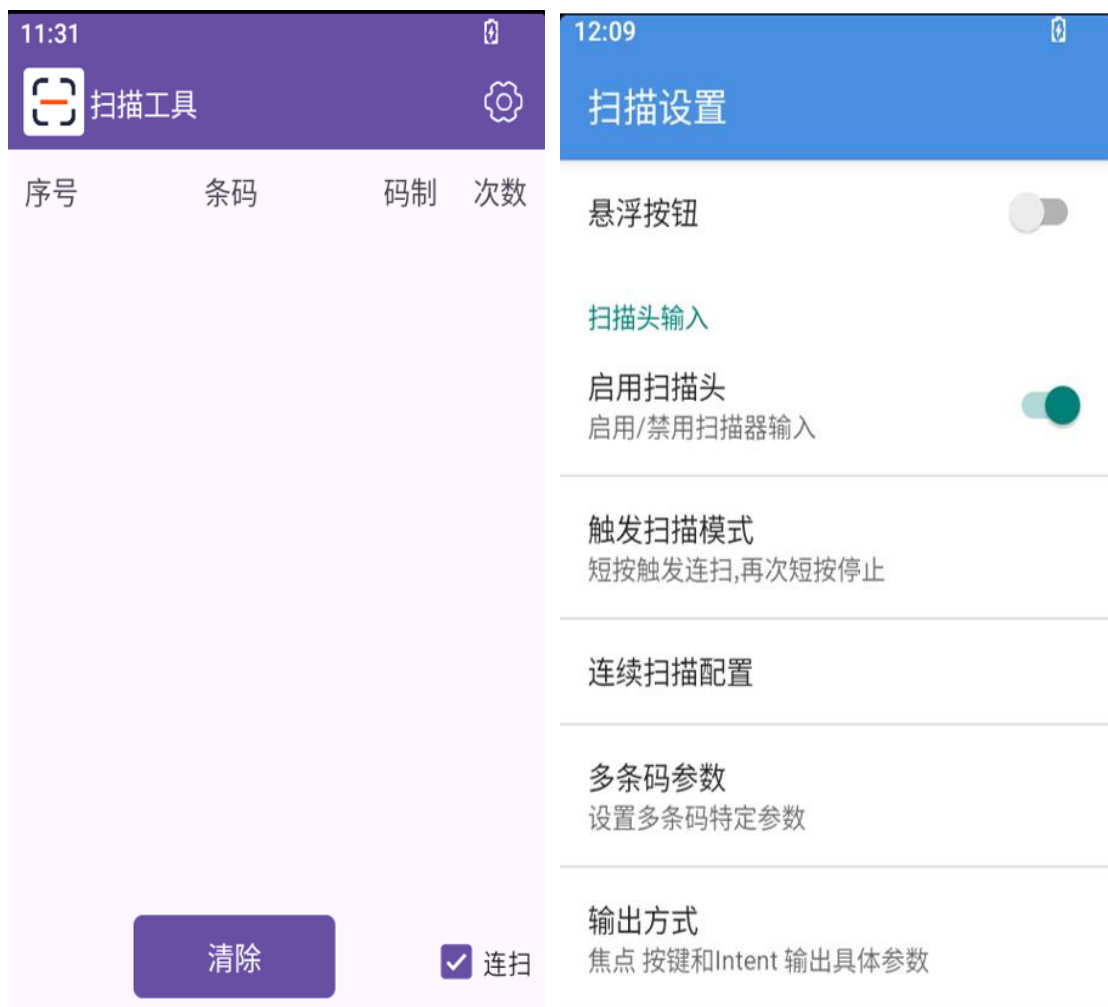 11:31
扫描工具
序号 条码 码制 次数
清除
连扫
12:09
扫描设置
悬浮按钮
扫描头输入
启用扫描头
启用/禁用扫描器输入
触发扫描模式
短按触发连扫,再次短按停止
连续扫描配置
多条码参数
设置多条码特定参数
输出方式
焦点 按键和Intent 输出具体参数